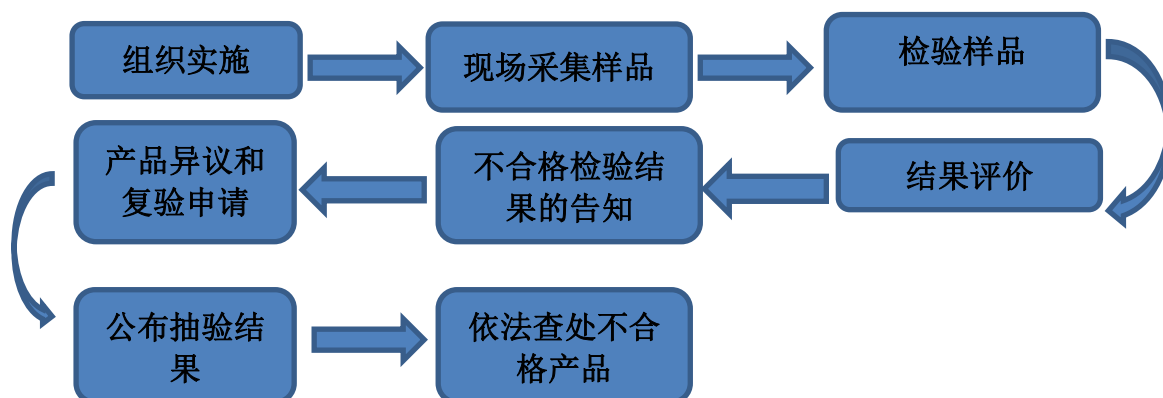 组织实施
现场采集样品
检验样品
结果评价
不合格检验结
果的告知
产品异议和
复验申请
公布抽验结
果
依法查处不合
格产品